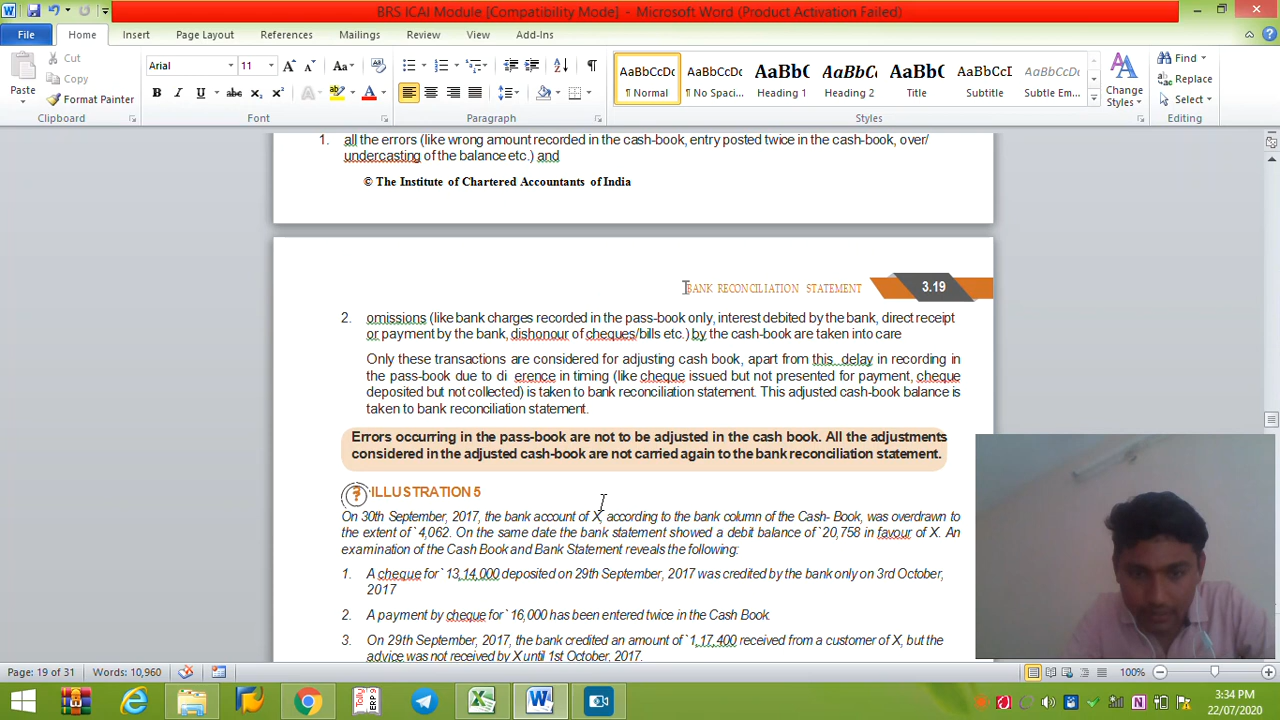 BRS ICAI Module [Compatibility Mode] - Microsoft Word (Product Activation Failed)
File Home Insert Page Layout References Mailings Review View Add-Ins
Cut
Copy
Format Painter
Paste
Clipboard
Arial 11
Font
Paragraph
AaBbCcDc AaBbCcDc AaBbC AaBbCc AaBbC AaBbCcD AaBbCcDc
¶ Normal ¶ No Spaci... Heading 1 Heading 2 Title Subtitle Subtle Em...
Styles
Change
Styles
Find
Replace
Select
Editing
1. all the errors (like wrong amount recorded in the cash-book, entry posted twice in the cash-book, over/
undercasting of the balance etc.) and
© The Institute of Chartered Accountants of India
BANK RECONCILIATION STATEMENT 3.19
2. omissions (like bank charges recorded in the pass-book only, interest debited by the bank, direct receipt
or payment by the bank, dishonour of cheques/bills etc.) by the cash-book are taken into care
Only these transactions are considered for adjusting cash book, apart from this delay in recording in
the pass-book due to di erence in timing (like cheque issued but not presented for payment, cheque
deposited but not collected) is taken to bank reconciliation statement. This adjusted cash-book balance is
taken to bank reconciliation statement.
Errors occurring in the pass-book are not to be adjusted in the cash book. All the adjustments
considered in the adjusted cash-book are not carried again to the bank reconciliation statement.
? ILLUSTRATION 5
On 30th September, 2017, the bank account of X, according to the bank column of the Cash- Book, was overdrawn to
the extent of ` 4,062. On the same date the bank statement showed a debit balance of ` 20,758 in favour of X. An
examination of the Cash Book and Bank Statement reveals the following:
1. A cheque for ` 13,14,000 deposited on 29th September, 2017 was credited by the bank only on 3rd October,
2017
2. A payment by cheque for ` 16,000 has been entered twice in the Cash Book.
3. On 29th September, 2017, the bank credited an amount of ` 1,17,400 received from a customer of X, but the
advice was not received by X until 1st October, 2017.
Page: 19 of 31 Words: 10,960 100%
3:34 PM
22/07/2020